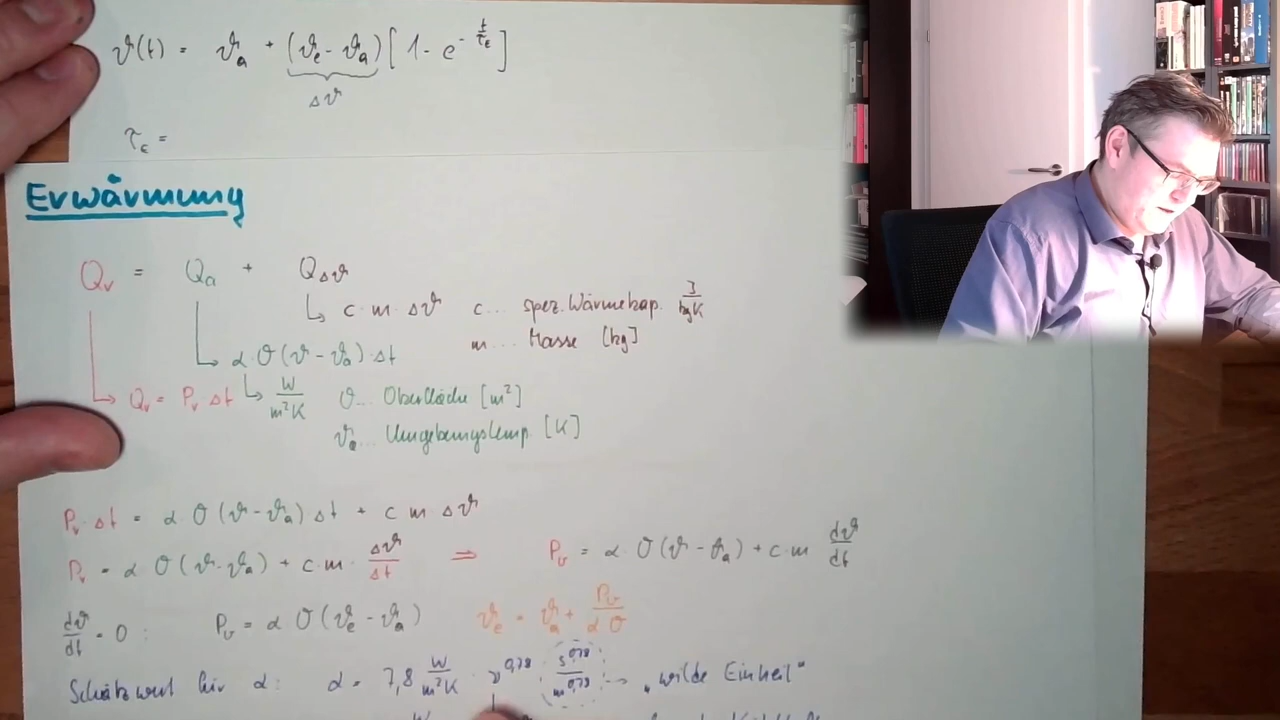 ϑ(t) = ϑa + (ϑe - ϑa) [1 - e^(-t/τE)]
Δϑ
τε =
Erwärmung
Qv = Qa + QΔϑ
↳ c · m · Δϑ c... spez. Wärmekap. J/kgK
m ... Masse [kg]
↳ α O (ϑ - ϑa) · Δt
↳ Qv = Pv Δt ↳ W/m²K O... Oberfläche [m²]
ϑa... Umgebungstemp. [K]
Pv · Δt = α O (ϑ - ϑa) Δt + c m Δϑ
Pv = α O (ϑ - ϑa) + c · m · Δϑ/Δt ⇒ Pv = α · O (ϑ - ϑa) + c · m dϑ/dt
dϑ/dt = 0 : Pv = α O (ϑe - ϑa) ϑe = ϑa + Pv/(α O)
Schätzwert für α: α = 7,8 W/m²K · v^0,78 · s^0,78/m^0,78 → „wilde Einheit"